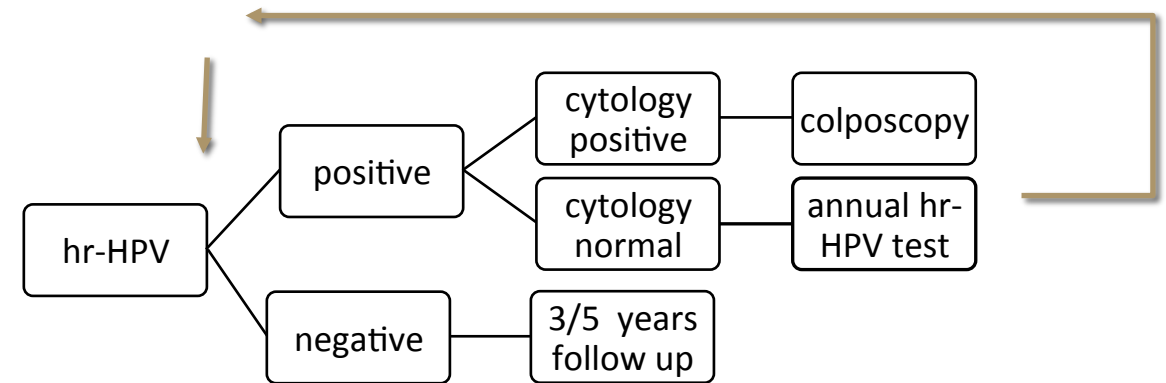 hr-HPV
positive
cytology
positive
colposcopy
cytology
normal
annual hr-
HPV test
negative
3/5 years
follow up